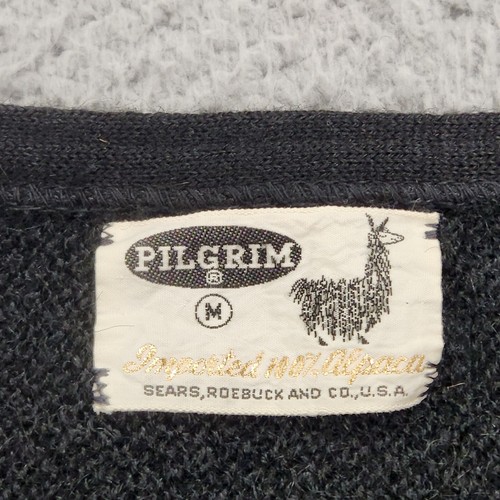 PILGRIM
®
M
Imported 100% Alpaca
SEARS, ROEBUCK AND CO., U.S.A.